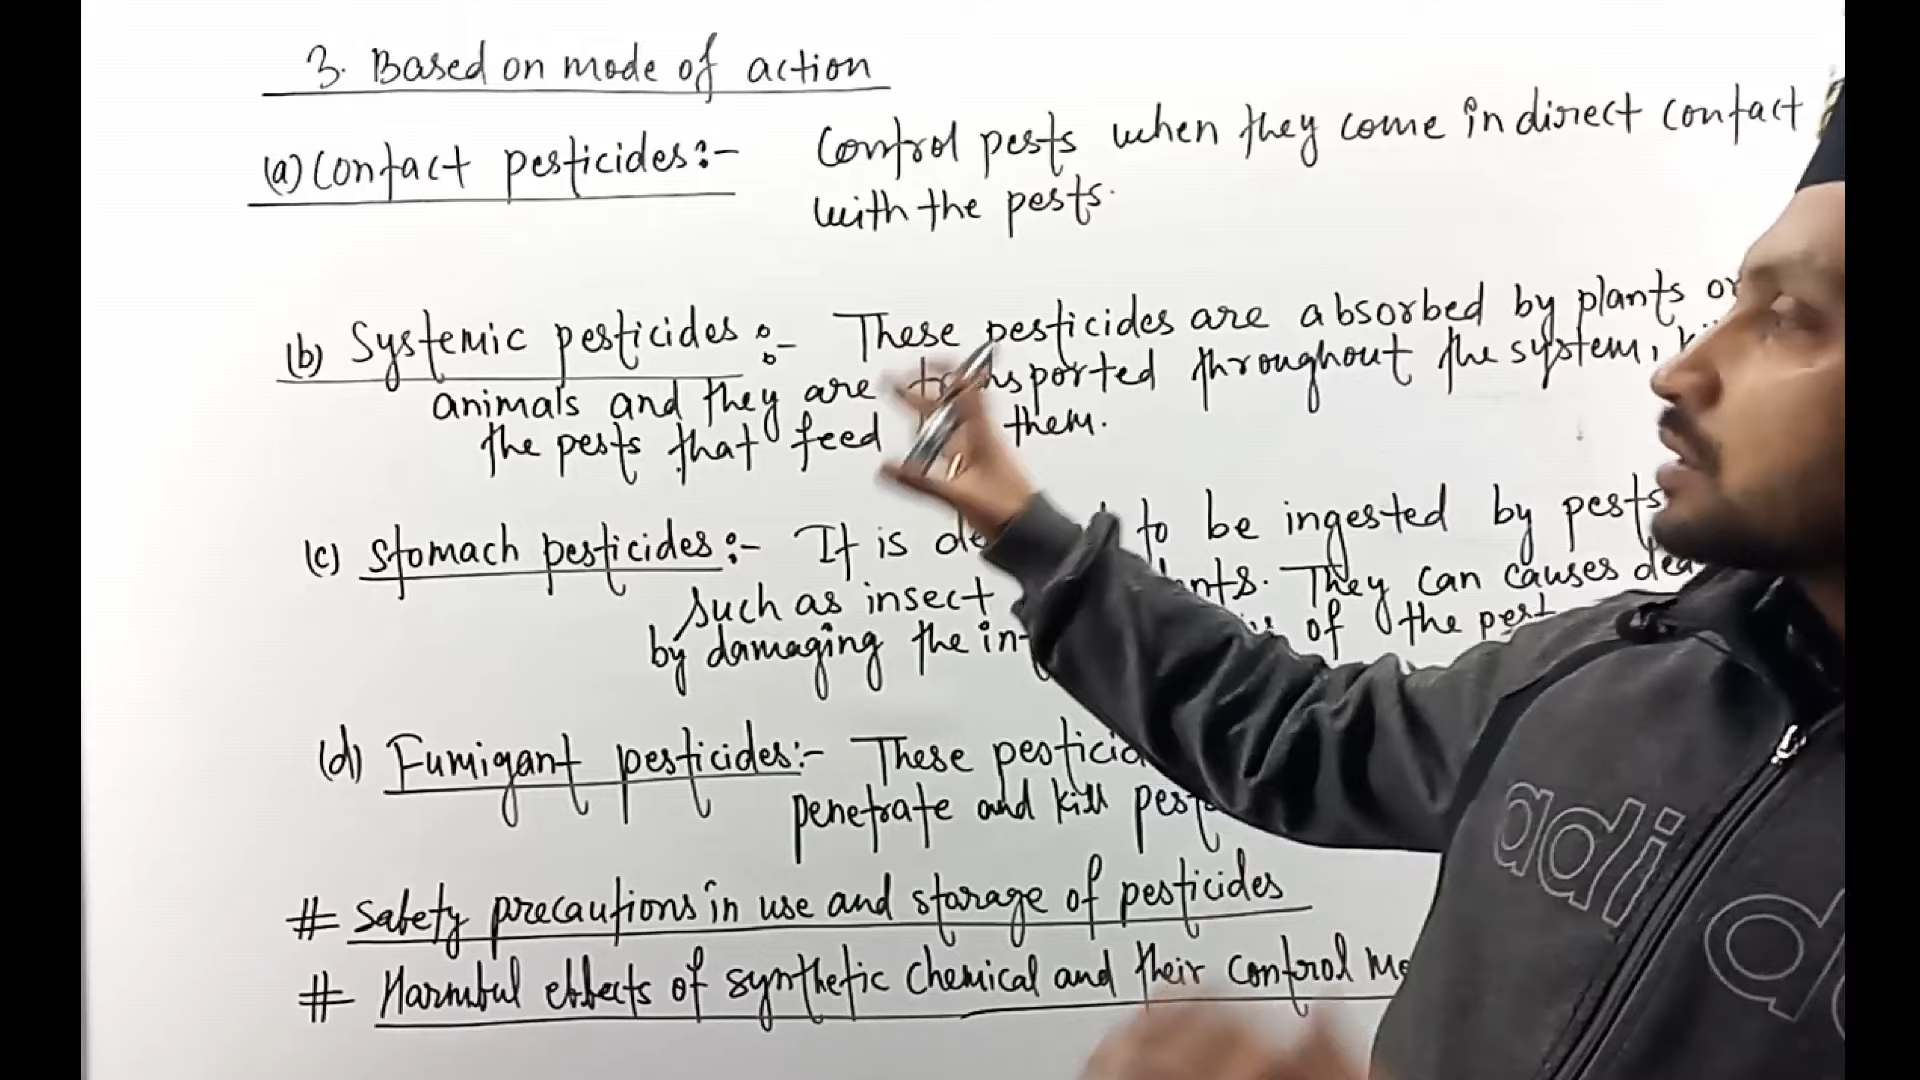 3. Based on mode of action
(a) Contact pesticides:- Control pests when they come in direct contact
with the pests.
(b) Systemic pesticides:- These pesticides are absorbed by plants or
animals and they are transported throughout the system,
the pests that feed them.
(c) Stomach pesticides:- It is to be ingested by pests
such as insect They can causes
by damaging the of the pest
(d) Fumigant pesticides:- These
penetrate and kill
# Safety precautions in use and storage of pesticides
# Harmful effects of synthetic chemical and their control
adi